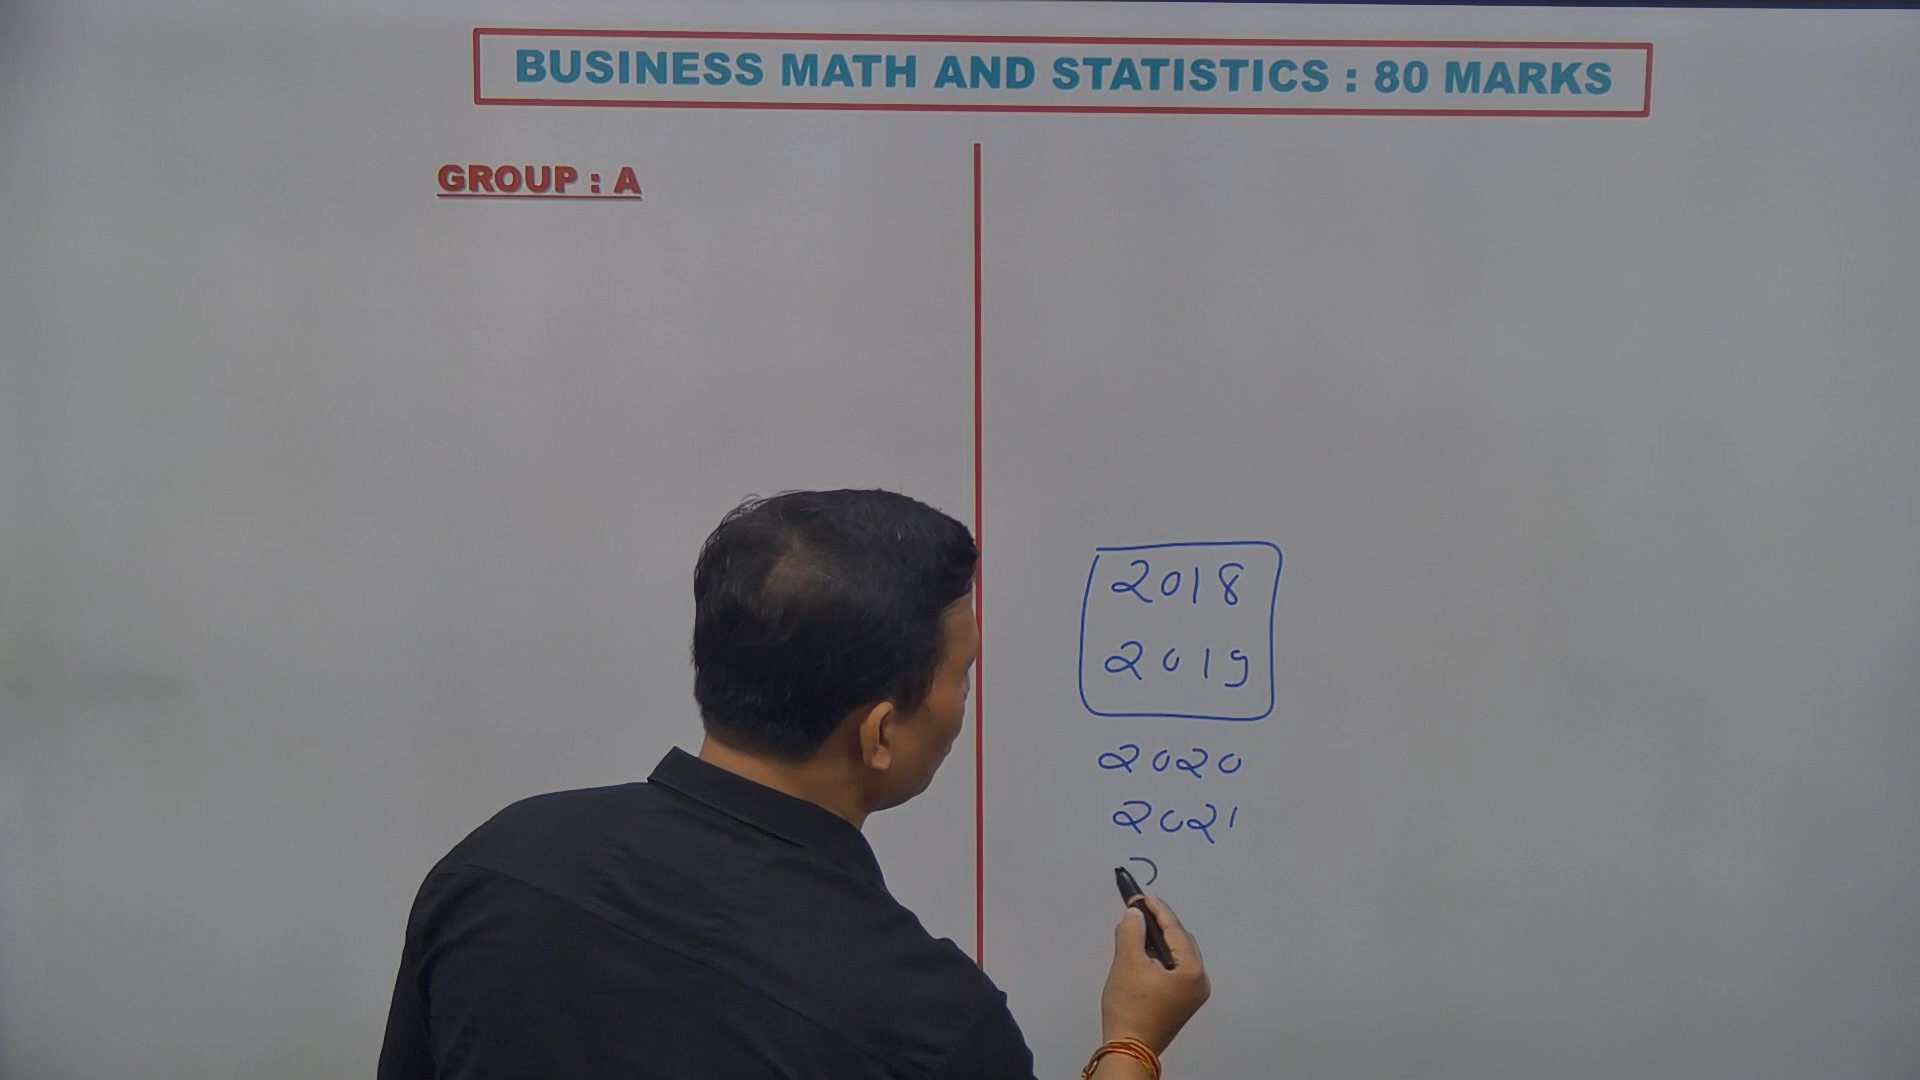 BUSINESS MATH AND STATISTICS : 80 MARKS
GROUP : A
2018
2019
2020
2021